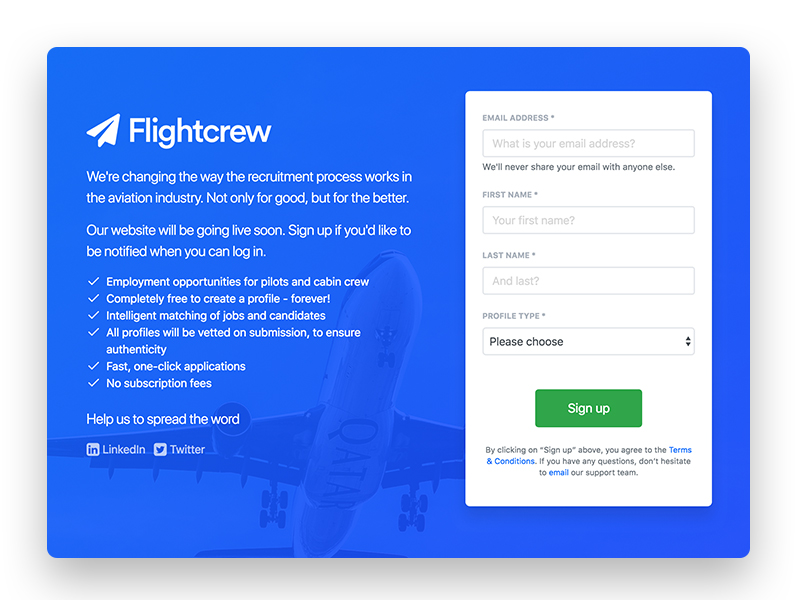 Flightcrew
We're changing the way the recruitment process works in
the aviation industry. Not only for good, but for the better.
Our website will be going live soon. Sign up if you'd like to
be notified when you can log in.
Employment opportunities for pilots and cabin crew
Completely free to create a profile - forever!
Intelligent matching of jobs and candidates
All profiles will be vetted on submission, to ensure
authenticity
Fast, one-click applications
No subscription fees
Help us to spread the word
LinkedIn Twitter
QATAR
EMAIL ADDRESS *
What is your email address?
We'll never share your email with anyone else.
FIRST NAME *
Your first name?
LAST NAME *
And last?
PROFILE TYPE *
Please choose
Sign up
By clicking on “Sign up” above, you agree to the Terms
& Conditions. If you have any questions, don't hesitate
to email our support team.